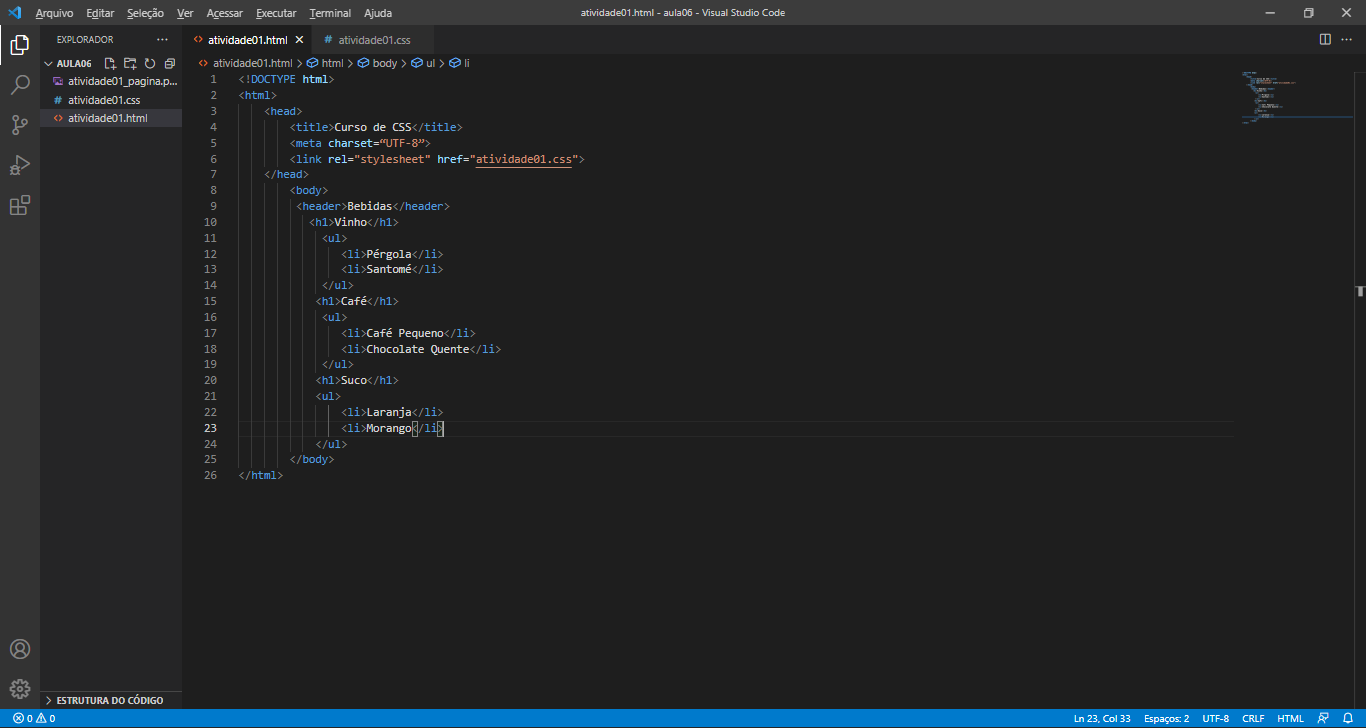 Arquivo Editar Seleção Ver Acessar Executar Terminal Ajuda atividade01.html - aula06 - Visual Studio Code
EXPLORADOR ···
AULA06
atividade01_pagina.p...
# atividade01.css
<> atividade01.html
<> atividade01.html × # atividade01.css ···
<> atividade01.html > html > body > ul > li
1 <!DOCTYPE html>
2 <html>
3 <head>
4 <title>Curso de CSS</title>
5 <meta charset=“UTF-8”>
6 <link rel="stylesheet" href="atividade01.css">
7 </head>
8 <body>
9 <header>Bebidas</header>
10 <h1>Vinho</h1>
11 <ul>
12 <li>Pérgola</li>
13 <li>Santomé</li>
14 </ul>
15 <h1>Café</h1>
16 <ul>
17 <li>Café Pequeno</li>
18 <li>Chocolate Quente</li>
19 </ul>
20 <h1>Suco</h1>
21 <ul>
22 <li>Laranja</li>
23 <li>Morango</li>
24 </ul>
25 </body>
26 </html>
ESTRUTURA DO CÓDIGO
0 0 Ln 23, Col 33 Espaços: 2 UTF-8 CRLF HTML